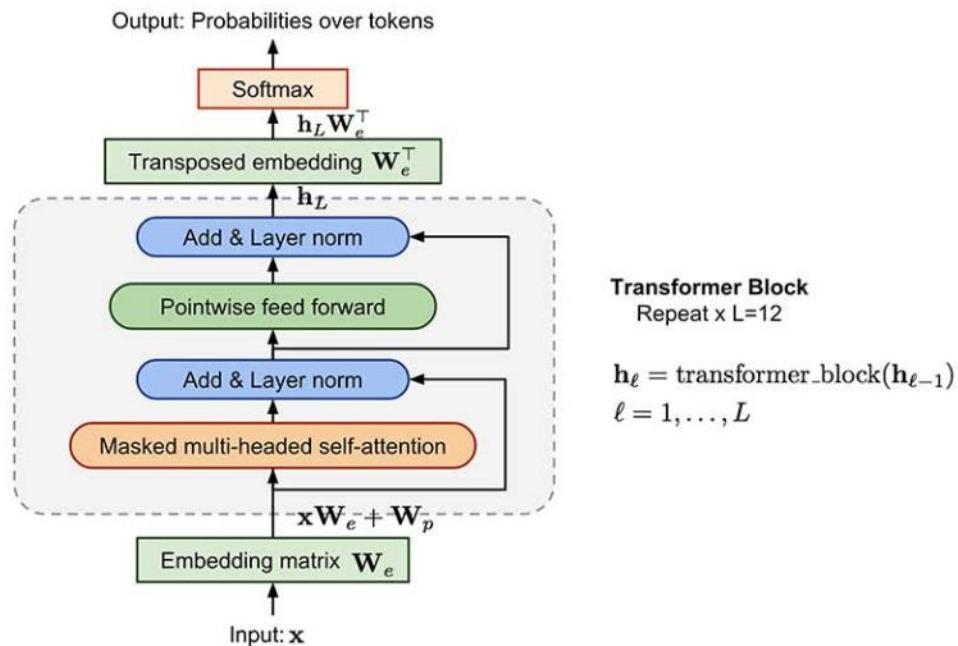 Output: Probabilities over tokens
Softmax
h_L W_e^⊤
Transposed embedding W_e^⊤
h_L
Add & Layer norm
Pointwise feed forward
Add & Layer norm
Masked multi-headed self-attention
xW_e + W_p
Embedding matrix W_e
Input: x
Transformer Block
Repeat x L=12
h_ℓ = transformer_block(h_{ℓ−1})
ℓ = 1, . . . , L